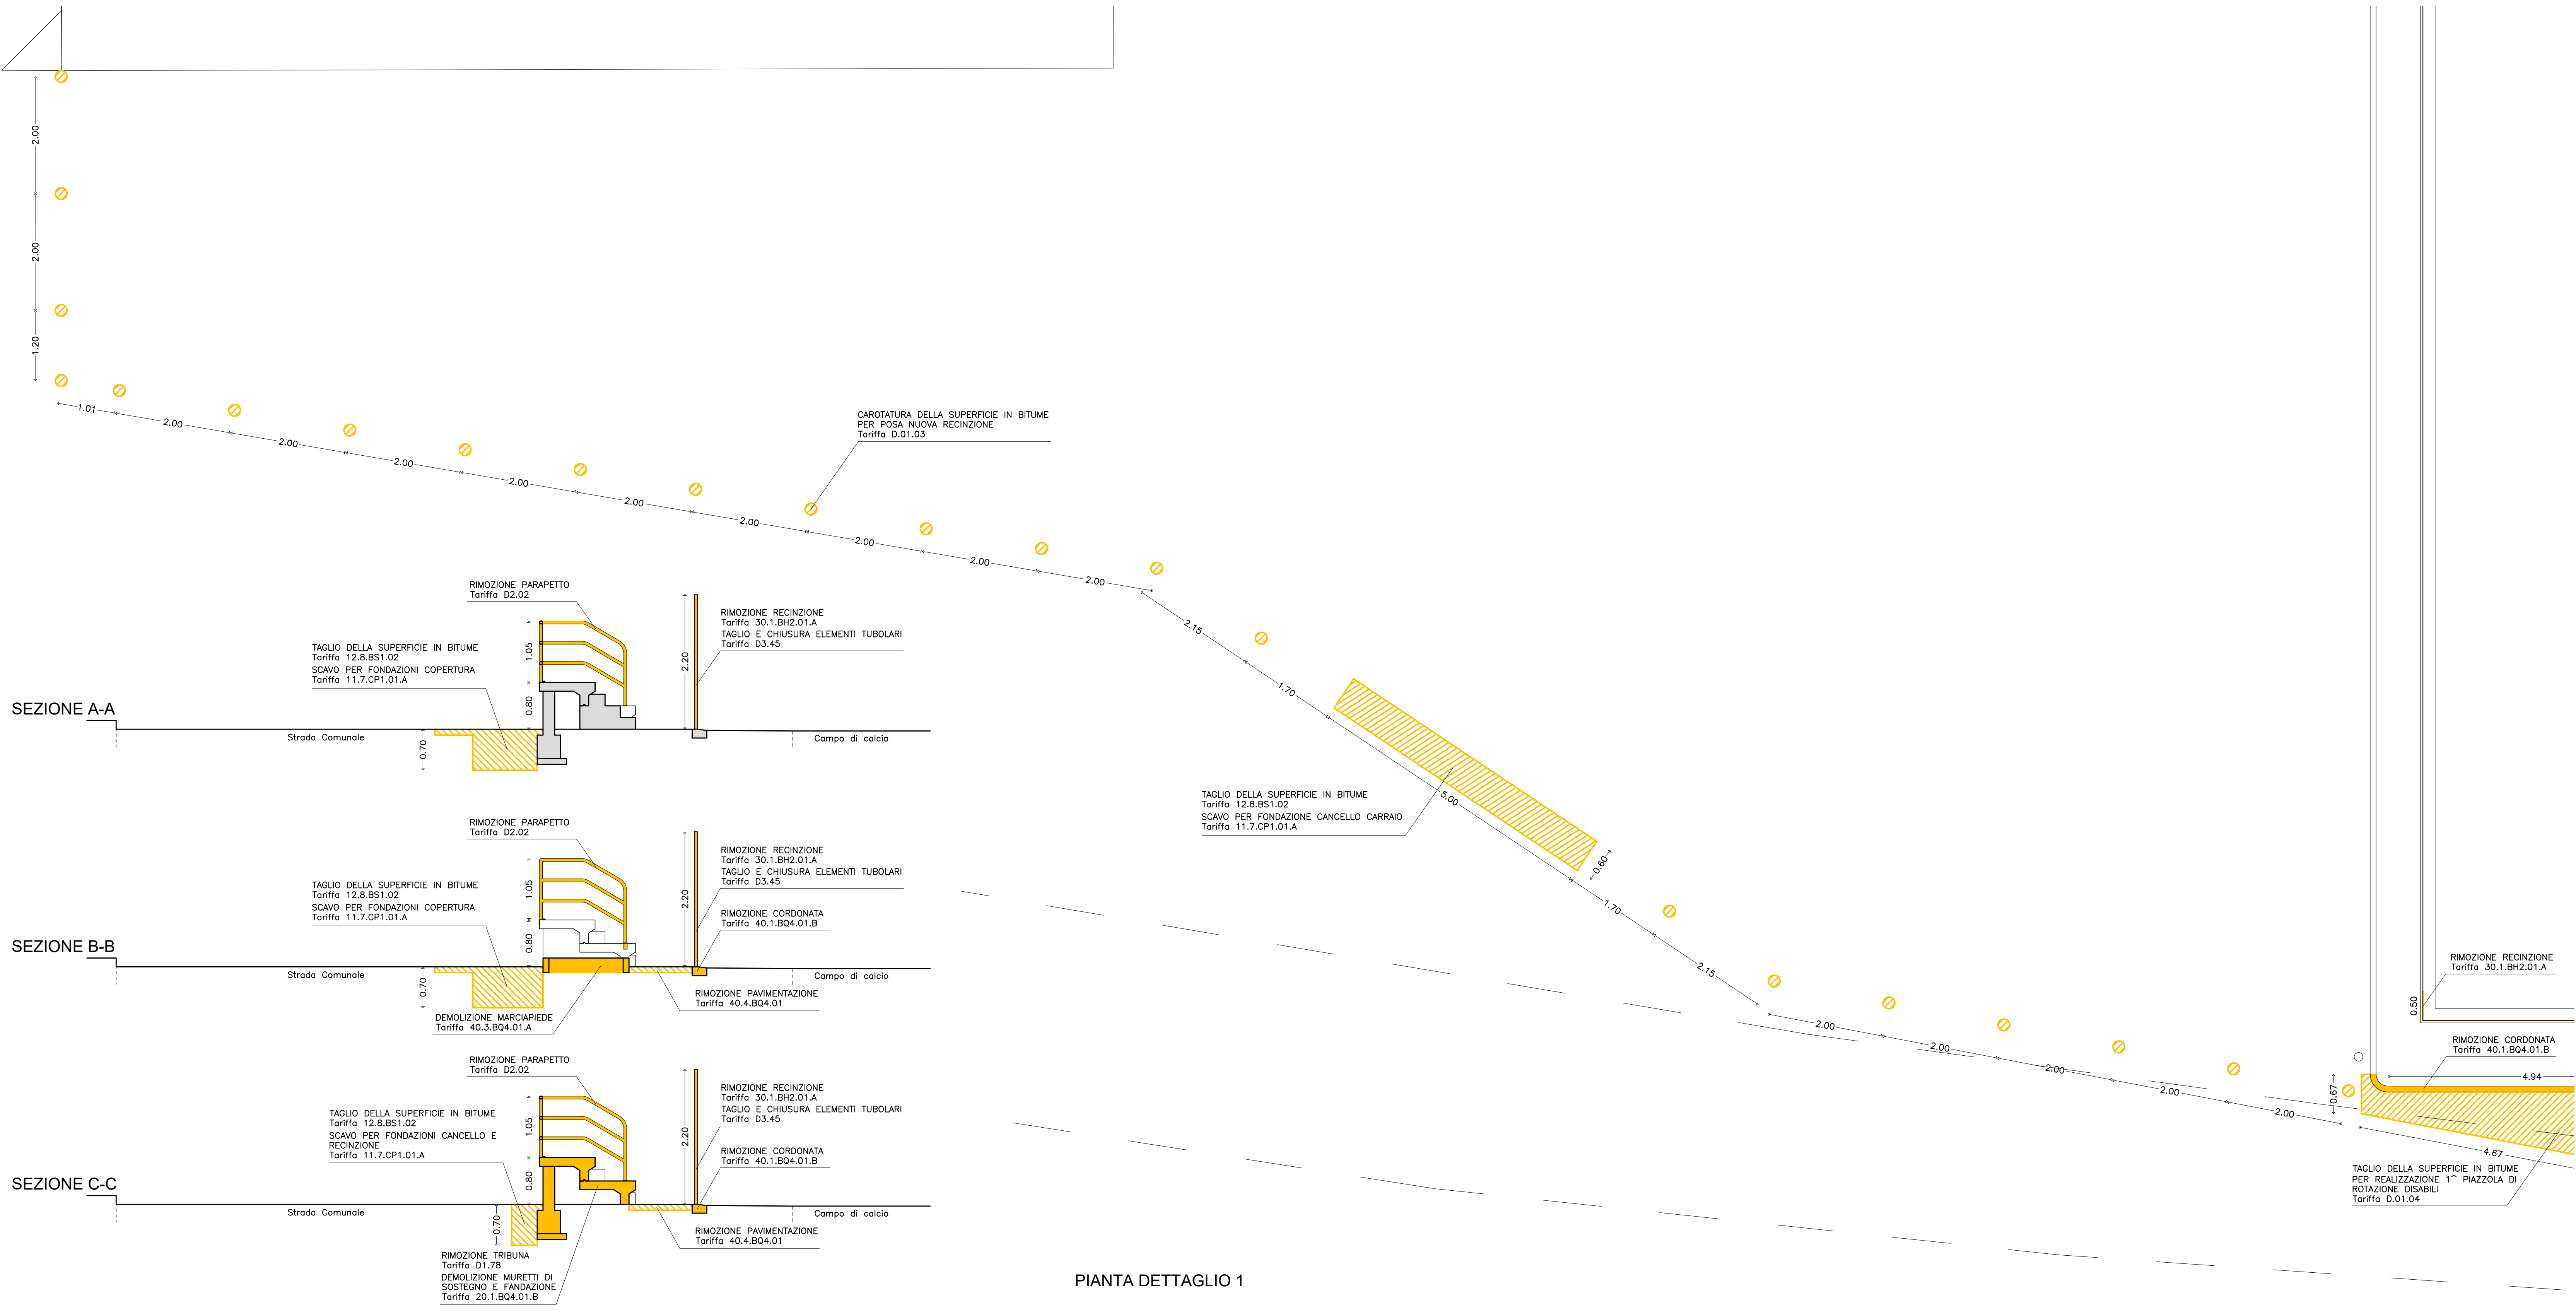 2.00
2.00
1.20
1.01
2.00
2.00
2.00
2.00
2.00
2.00
2.00
2.00
2.00
CAROTATURA DELLA SUPERFICIE IN BITUME
PER POSA NUOVA RECINZIONE
Tariffa D.01.03
2.15
1.70
5.00
0.60
1.70
2.15
TAGLIO DELLA SUPERFICIE IN BITUME
Tariffa 12.8.BS1.02
SCAVO PER FONDAZIONE CANCELLO CARRAIO
Tariffa 11.7.CP1.01.A
2.00
2.00
2.00
2.00
2.00
RIMOZIONE RECINZIONE
Tariffa 30.1.BH2.01.A
0.50
RIMOZIONE CORDONATA
Tariffa 40.1.BQ4.01.B
4.94
0.67
4.67
TAGLIO DELLA SUPERFICIE IN BITUME
PER REALIZZAZIONE 1^ PIAZZOLA DI
ROTAZIONE DISABILI
Tariffa D.01.04
SEZIONE A-A
RIMOZIONE PARAPETTO
Tariffa D2.02
TAGLIO DELLA SUPERFICIE IN BITUME
Tariffa 12.8.BS1.02
SCAVO PER FONDAZIONI COPERTURA
Tariffa 11.7.CP1.01.A
RIMOZIONE RECINZIONE
Tariffa 30.1.BH2.01.A
TAGLIO E CHIUSURA ELEMENTI TUBOLARI
Tariffa D3.45
1.05
0.80
2.20
0.70
Strada Comunale
Campo di calcio
SEZIONE B-B
RIMOZIONE PARAPETTO
Tariffa D2.02
TAGLIO DELLA SUPERFICIE IN BITUME
Tariffa 12.8.BS1.02
SCAVO PER FONDAZIONI COPERTURA
Tariffa 11.7.CP1.01.A
RIMOZIONE RECINZIONE
Tariffa 30.1.BH2.01.A
TAGLIO E CHIUSURA ELEMENTI TUBOLARI
Tariffa D3.45
RIMOZIONE CORDONATA
Tariffa 40.1.BQ4.01.B
1.05
0.80
2.20
0.70
Strada Comunale
Campo di calcio
RIMOZIONE PAVIMENTAZIONE
Tariffa 40.4.BQ4.01
DEMOLIZIONE MARCIAPIEDE
Tariffa 40.3.BQ4.01.A
SEZIONE C-C
RIMOZIONE PARAPETTO
Tariffa D2.02
TAGLIO DELLA SUPERFICIE IN BITUME
Tariffa 12.8.BS1.02
SCAVO PER FONDAZIONI CANCELLO E
RECINZIONE
Tariffa 11.7.CP1.01.A
RIMOZIONE RECINZIONE
Tariffa 30.1.BH2.01.A
TAGLIO E CHIUSURA ELEMENTI TUBOLARI
Tariffa D3.45
RIMOZIONE CORDONATA
Tariffa 40.1.BQ4.01.B
1.05
0.80
2.20
0.70
Strada Comunale
Campo di calcio
RIMOZIONE PAVIMENTAZIONE
Tariffa 40.4.BQ4.01
RIMOZIONE TRIBUNA
Tariffa D1.78
DEMOLIZIONE MURETTI DI
SOSTEGNO E FANDAZIONE
Tariffa 20.1.BQ4.01.B
PIANTA DETTAGLIO 1